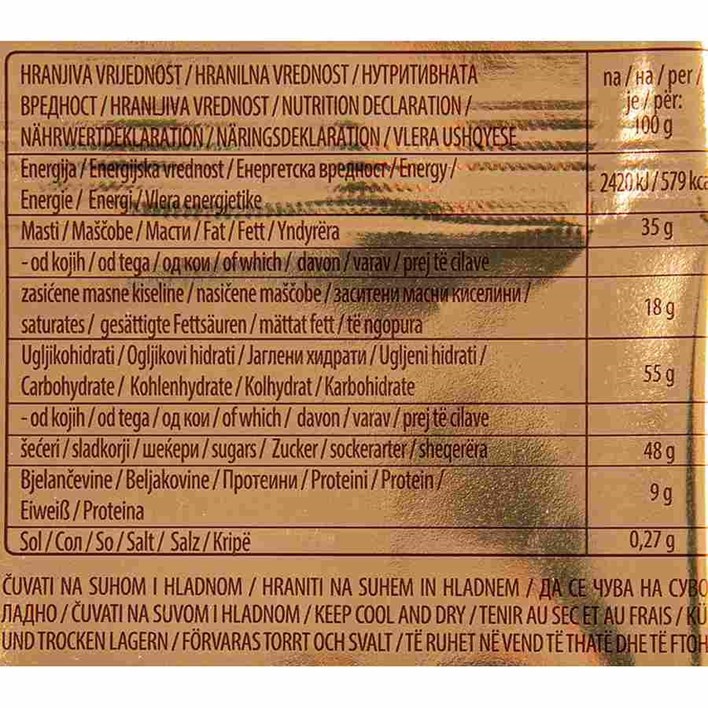 HRANJIVA VRIJEDNOST / HRANILNA VREDNOST / НУТРИТИВНАТА
ВРЕДНОСТ / HRANLJIVA VREDNOST / NUTRITION DECLARATION /
NÄHRWERTDEKLARATION / NÄRINGSDEKLARATION / VLERA USHQYESE
na / на / per /
je / për:
100 g
Energija / Energijska vrednost / Енергетска вредност / Energy /
Energie / Energi / Vlera energjetike
2420 kJ / 579 kca
Masti / Maščobe / Масти / Fat / Fett / Yndyrëra
35 g
- od kojih / od tega / од кои / of which / davon / varav / prej të cilave
zasićene masne kiseline / nasičene maščobe / заситени масни киселини /
saturates / gesättigte Fettsäuren / mättat fett / të ngopura
18 g
Ugljikohidrati / Ogljikovi hidrati / Јаглени хидрати / Ugljeni hidrati /
Carbohydrate / Kohlenhydrate / Kolhydrat / Karbohidrate
55 g
- od kojih / od tega / од кои / of which / davon / varav / prej të cilave
šećeri / sladkorji / шеќери / sugars / Zucker / sockerarter / sheqerëra
48 g
Bjelančevine / Beljakovine / Протеини / Proteini / Protein /
Eiweiß / Proteina
9 g
Sol / Сол / So / Salt / Salz / Kripë
0,27 g
ČUVATI NA SUHOM I HLADNOM / HRANITI NA SUHEM IN HLADNEM / ДА СЕ ЧУВА НА СУВО
ЛАДНО / ČUVATI NA SUVOM I HLADNOM / KEEP COOL AND DRY / TENIR AU SEC ET AU FRAIS / KÜ
UND TROCKEN LAGERN / FÖRVARAS TORRT OCH SVALT / TË RUHET NË VEND TË THATË DHE TË FTOH